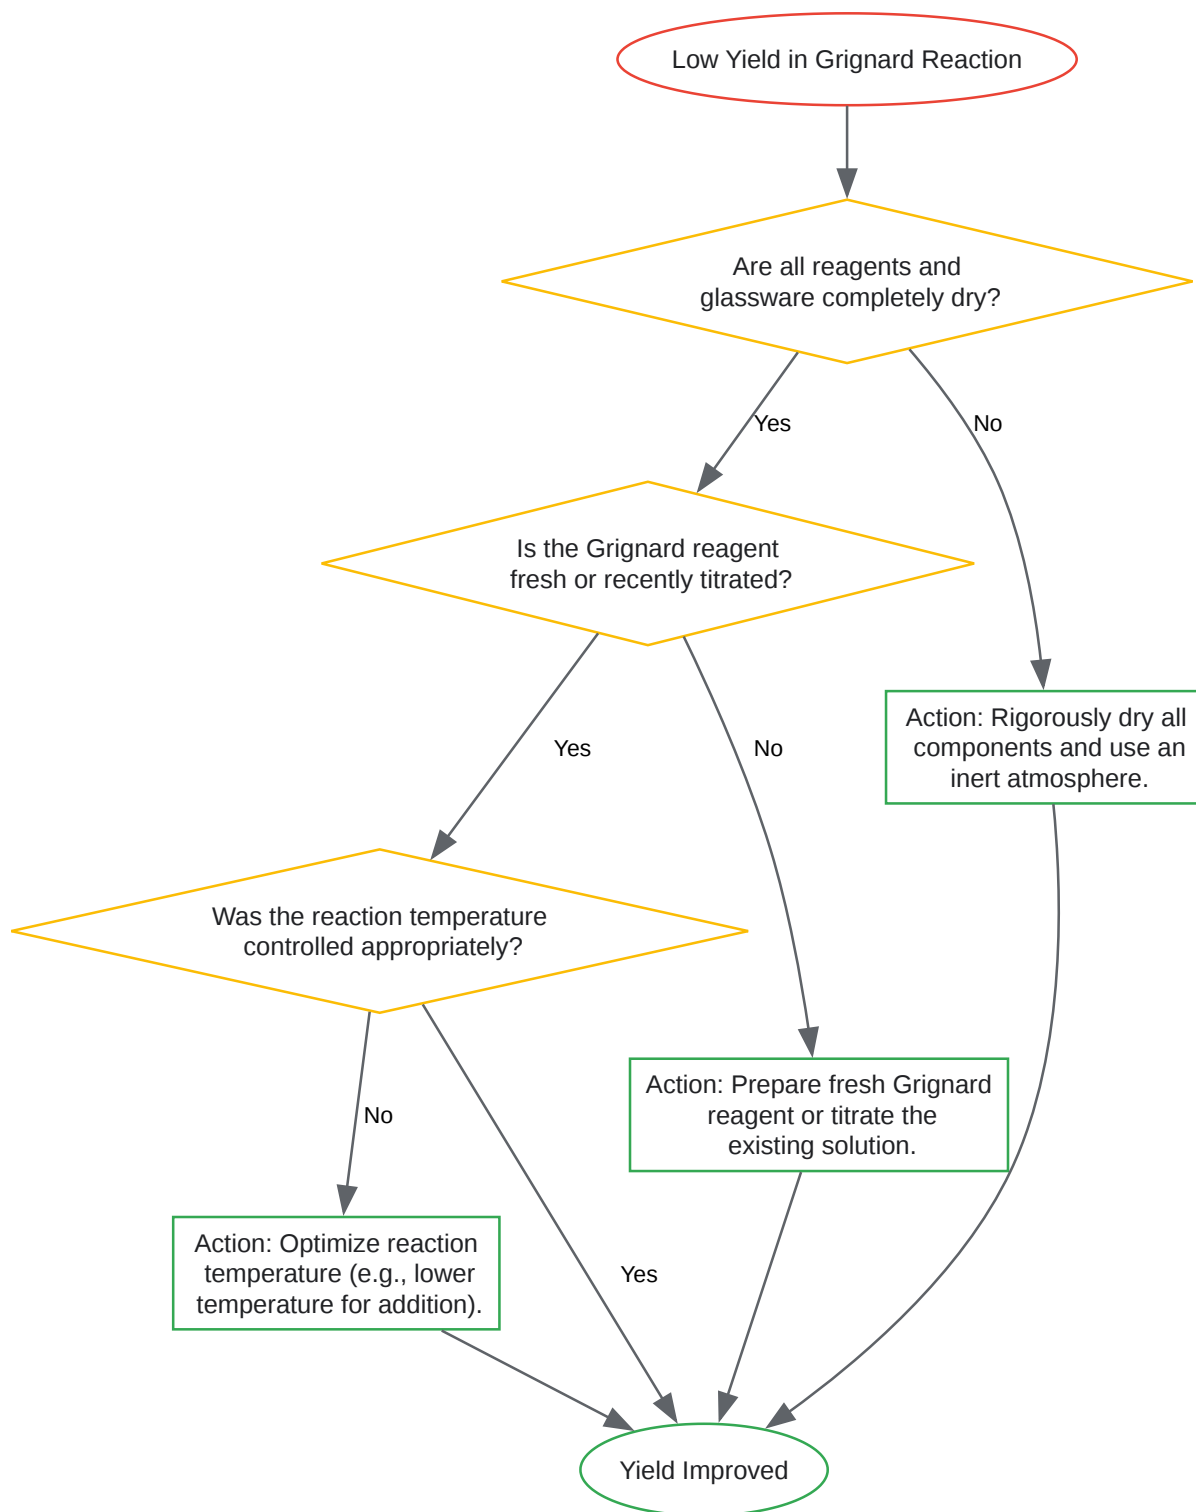 Low Yield in Grignard Reaction
Are all reagents and
glassware completely dry?
Yes
No
Is the Grignard reagent
fresh or recently titrated?
Action: Rigorously dry all
components and use an
inert atmosphere.
Yes
No
Was the reaction temperature
controlled appropriately?
Action: Prepare fresh Grignard
reagent or titrate the
existing solution.
No
Action: Optimize reaction
temperature (e.g., lower
temperature for addition).
Yes
Yield Improved